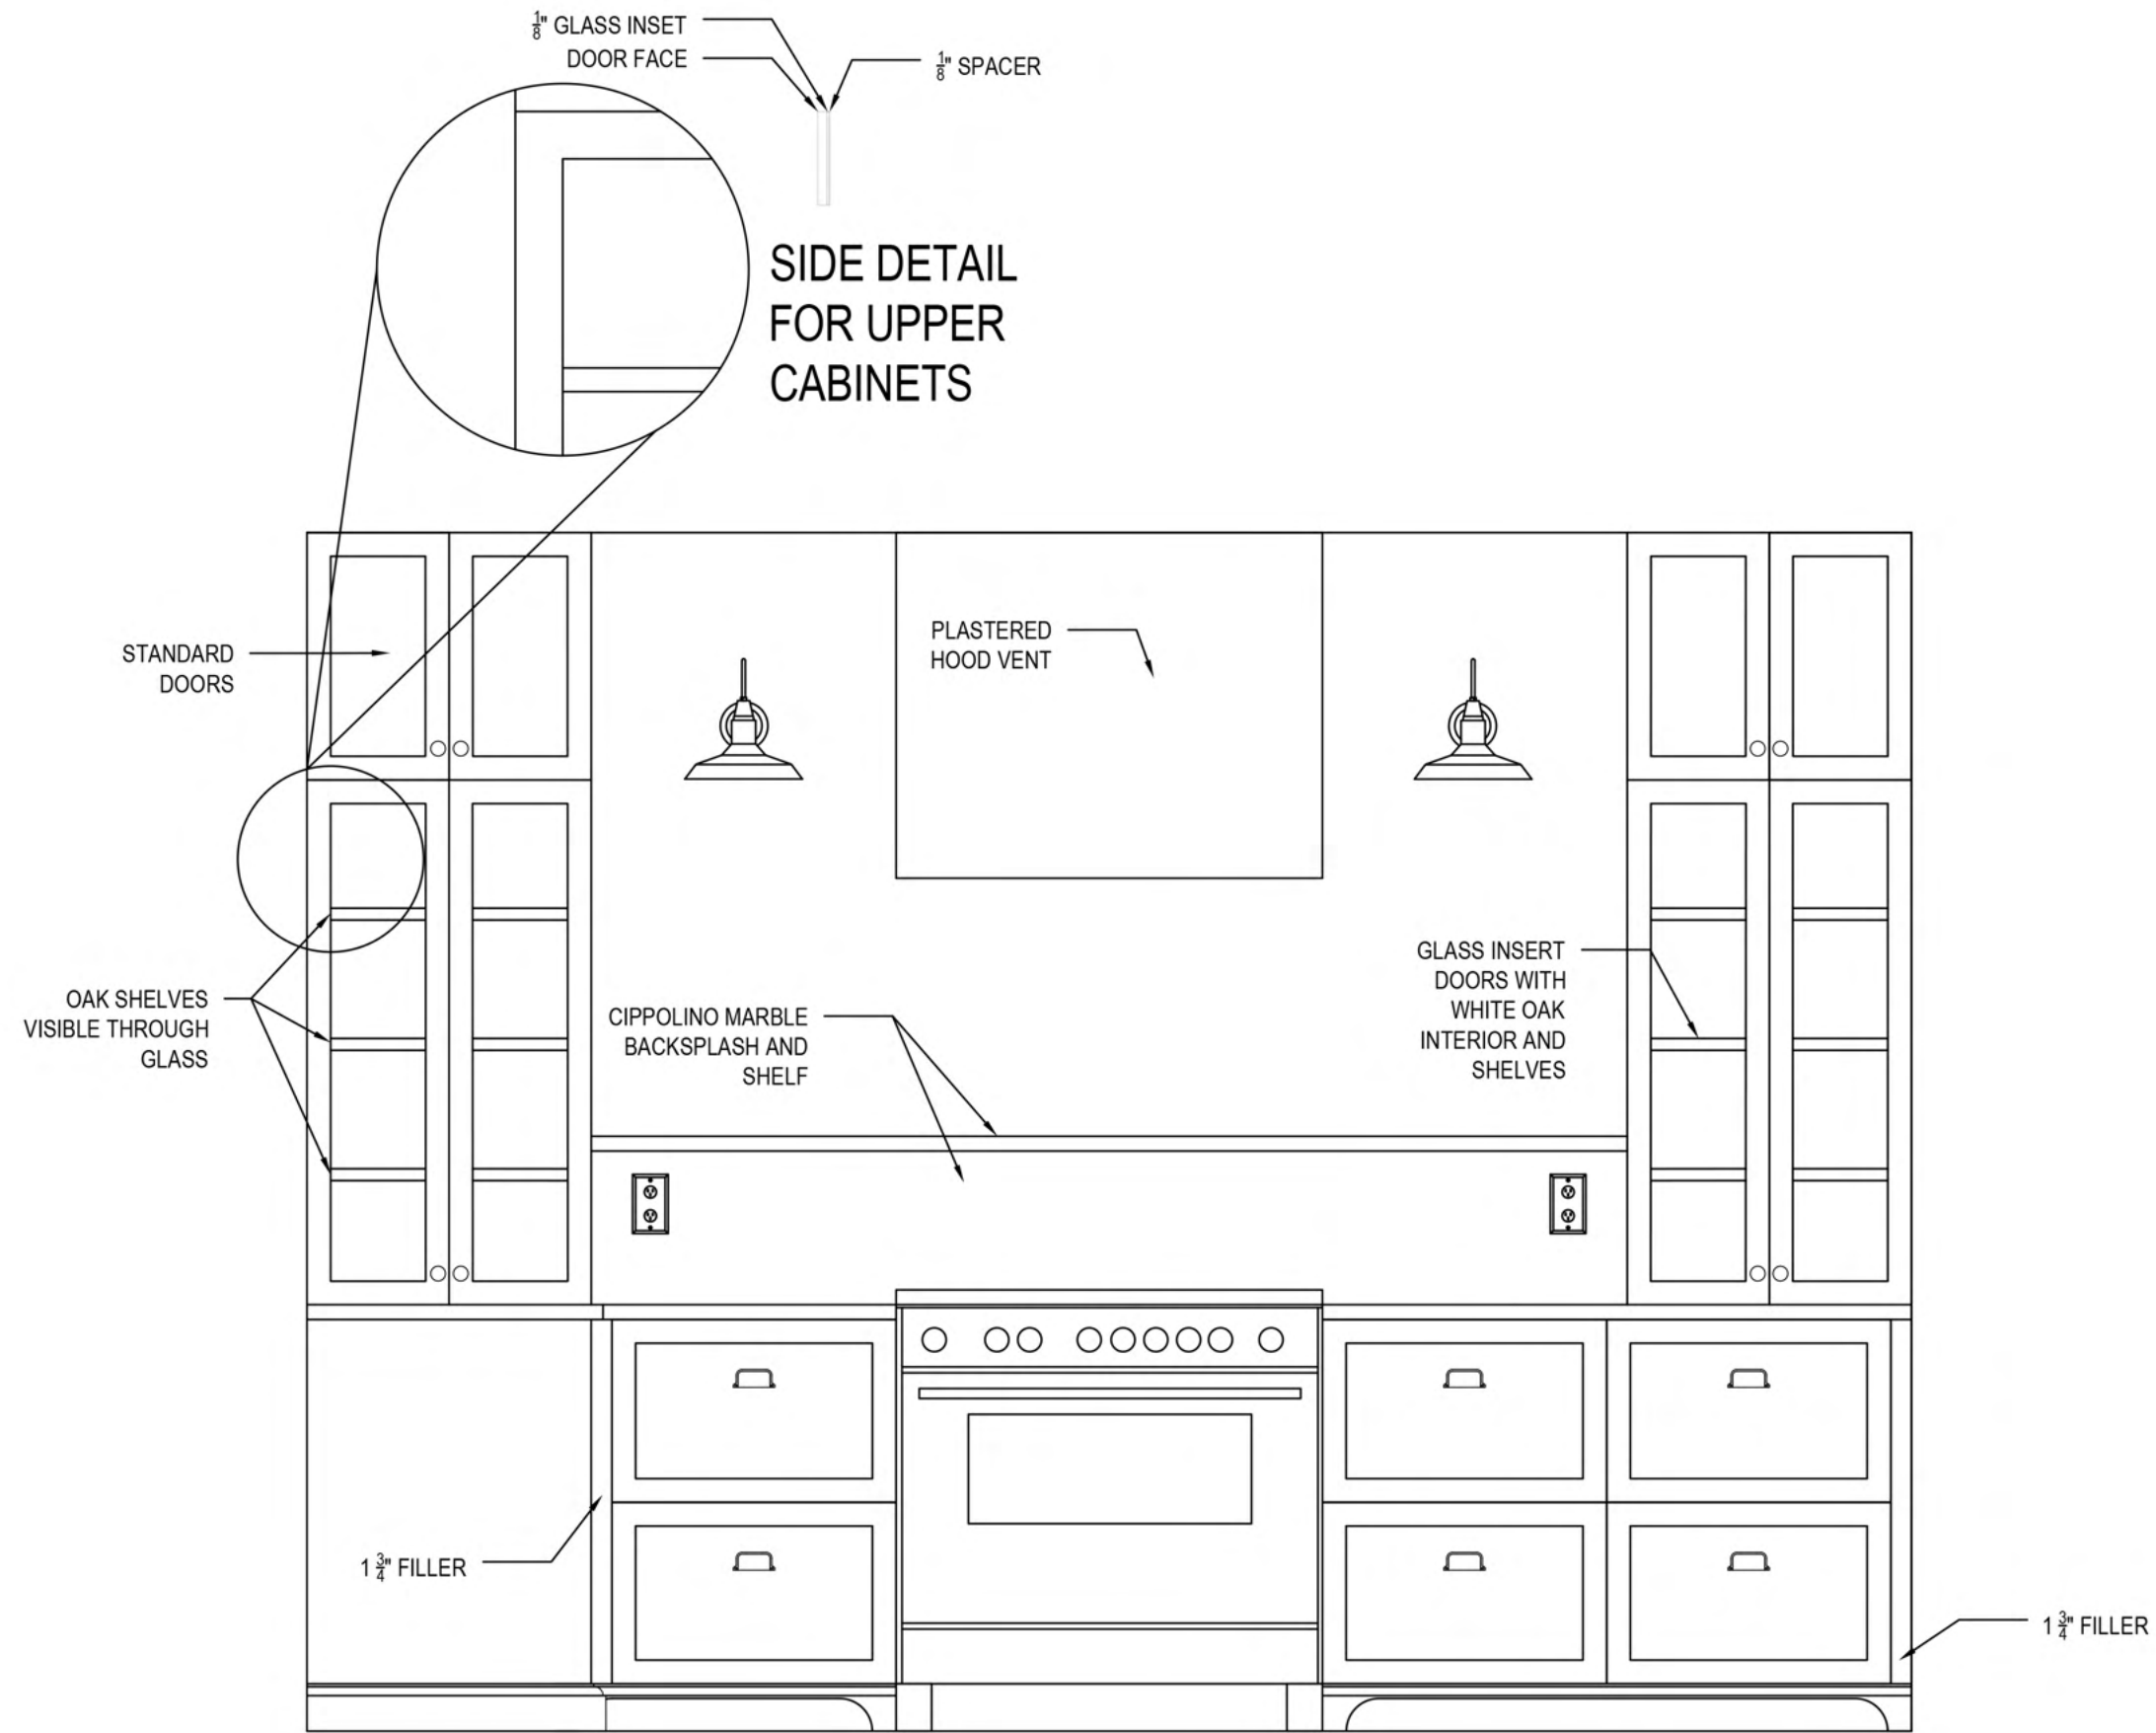 ⅛" GLASS INSET
DOOR FACE
⅛" SPACER
SIDE DETAIL
FOR UPPER
CABINETS
STANDARD
DOORS
PLASTERED
HOOD VENT
OAK SHELVES
VISIBLE THROUGH
GLASS
CIPPOLINO MARBLE
BACKSPLASH AND
SHELF
GLASS INSERT
DOORS WITH
WHITE OAK
INTERIOR AND
SHELVES
1 ¾" FILLER
1 ¾" FILLER